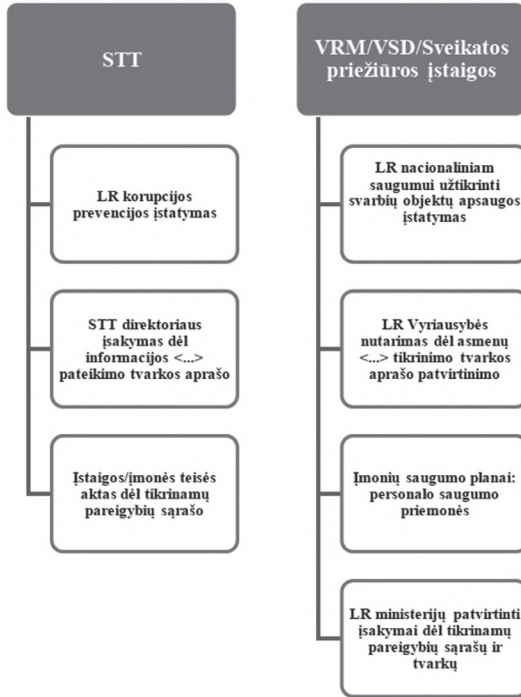 STT
LR korupcijos
prevencijos įstatymas
STT direktoriaus
įsakymas dėl
informacijos <...>
pateikimo tvarkos aprašo
Įstaigos/įmonės teisės
aktas dėl tikrinamų
pareigybių sąrašo
VRM/VSD/Sveikatos
priežiūros įstaigos
LR nacionaliniam
saugumui užtikrinti
svarbių objektų apsaugos
įstatymas
LR Vyriausybės
nutarimas dėl asmenų
<...> tikrinimo tvarkos
aprašo patvirtinimo
Įmonių saugumo planai:
personalo saugumo
priemonės
LR ministerijų patvirtinti
įsakymai dėl tikrinamų
pareigybių sąrašų ir
tvarkų